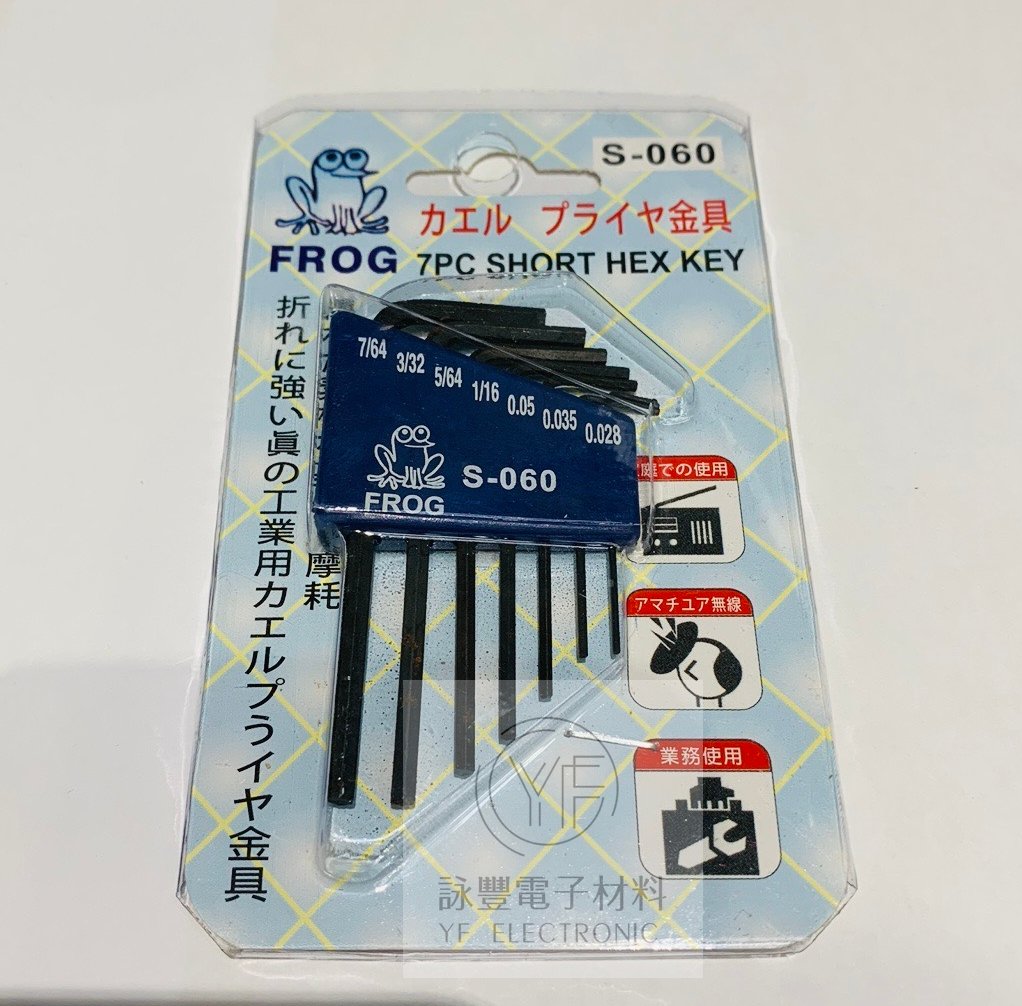 S-060
カエル プライヤ金具
FROG
7PC SHORT HEX KEY
折れに強い眞の工業用カエルプライヤ金具
摩耗
7/64
3/32
5/64
1/16
0.05
0.035
0.028
S-060
FROG
庭での使用
アマチュア無線
業務使用
YF
詠豐電子材料
YF ELECTRONIC